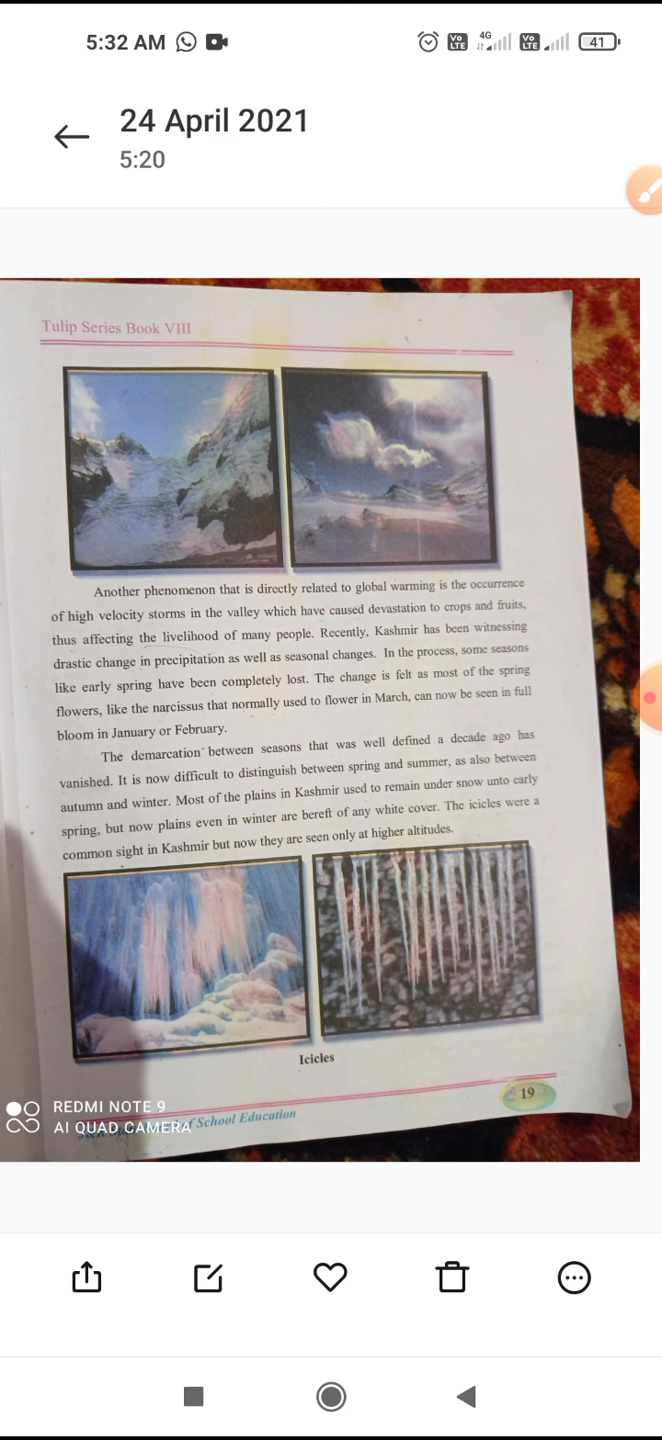 5:32 AM
Vo LTE 4G Vo LTE 41
24 April 2021
5:20
Tulip Series Book VIII
Another phenomenon that is directly related to global warming is the occurrence
of high velocity storms in the valley which have caused devastation to crops and fruits,
thus affecting the livelihood of many people. Recently, Kashmir has been witnessing
drastic change in precipitation as well as seasonal changes. In the process, some seasons
like early spring have been completely lost. The change is felt as most of the spring
flowers, like the narcissus that normally used to flower in March, can now be seen in full
bloom in January or February.
The demarcation between seasons that was well defined a decade ago has
vanished. It is now difficult to distinguish between spring and summer, as also between
autumn and winter. Most of the plains in Kashmir used to remain under snow unto early
spring, but now plains even in winter are bereft of any white cover. The icicles were a
common sight in Kashmir but now they are seen only at higher altitudes.
Icicles
19
REDMI NOTE 9
AI QUAD CAMERA
of School Education